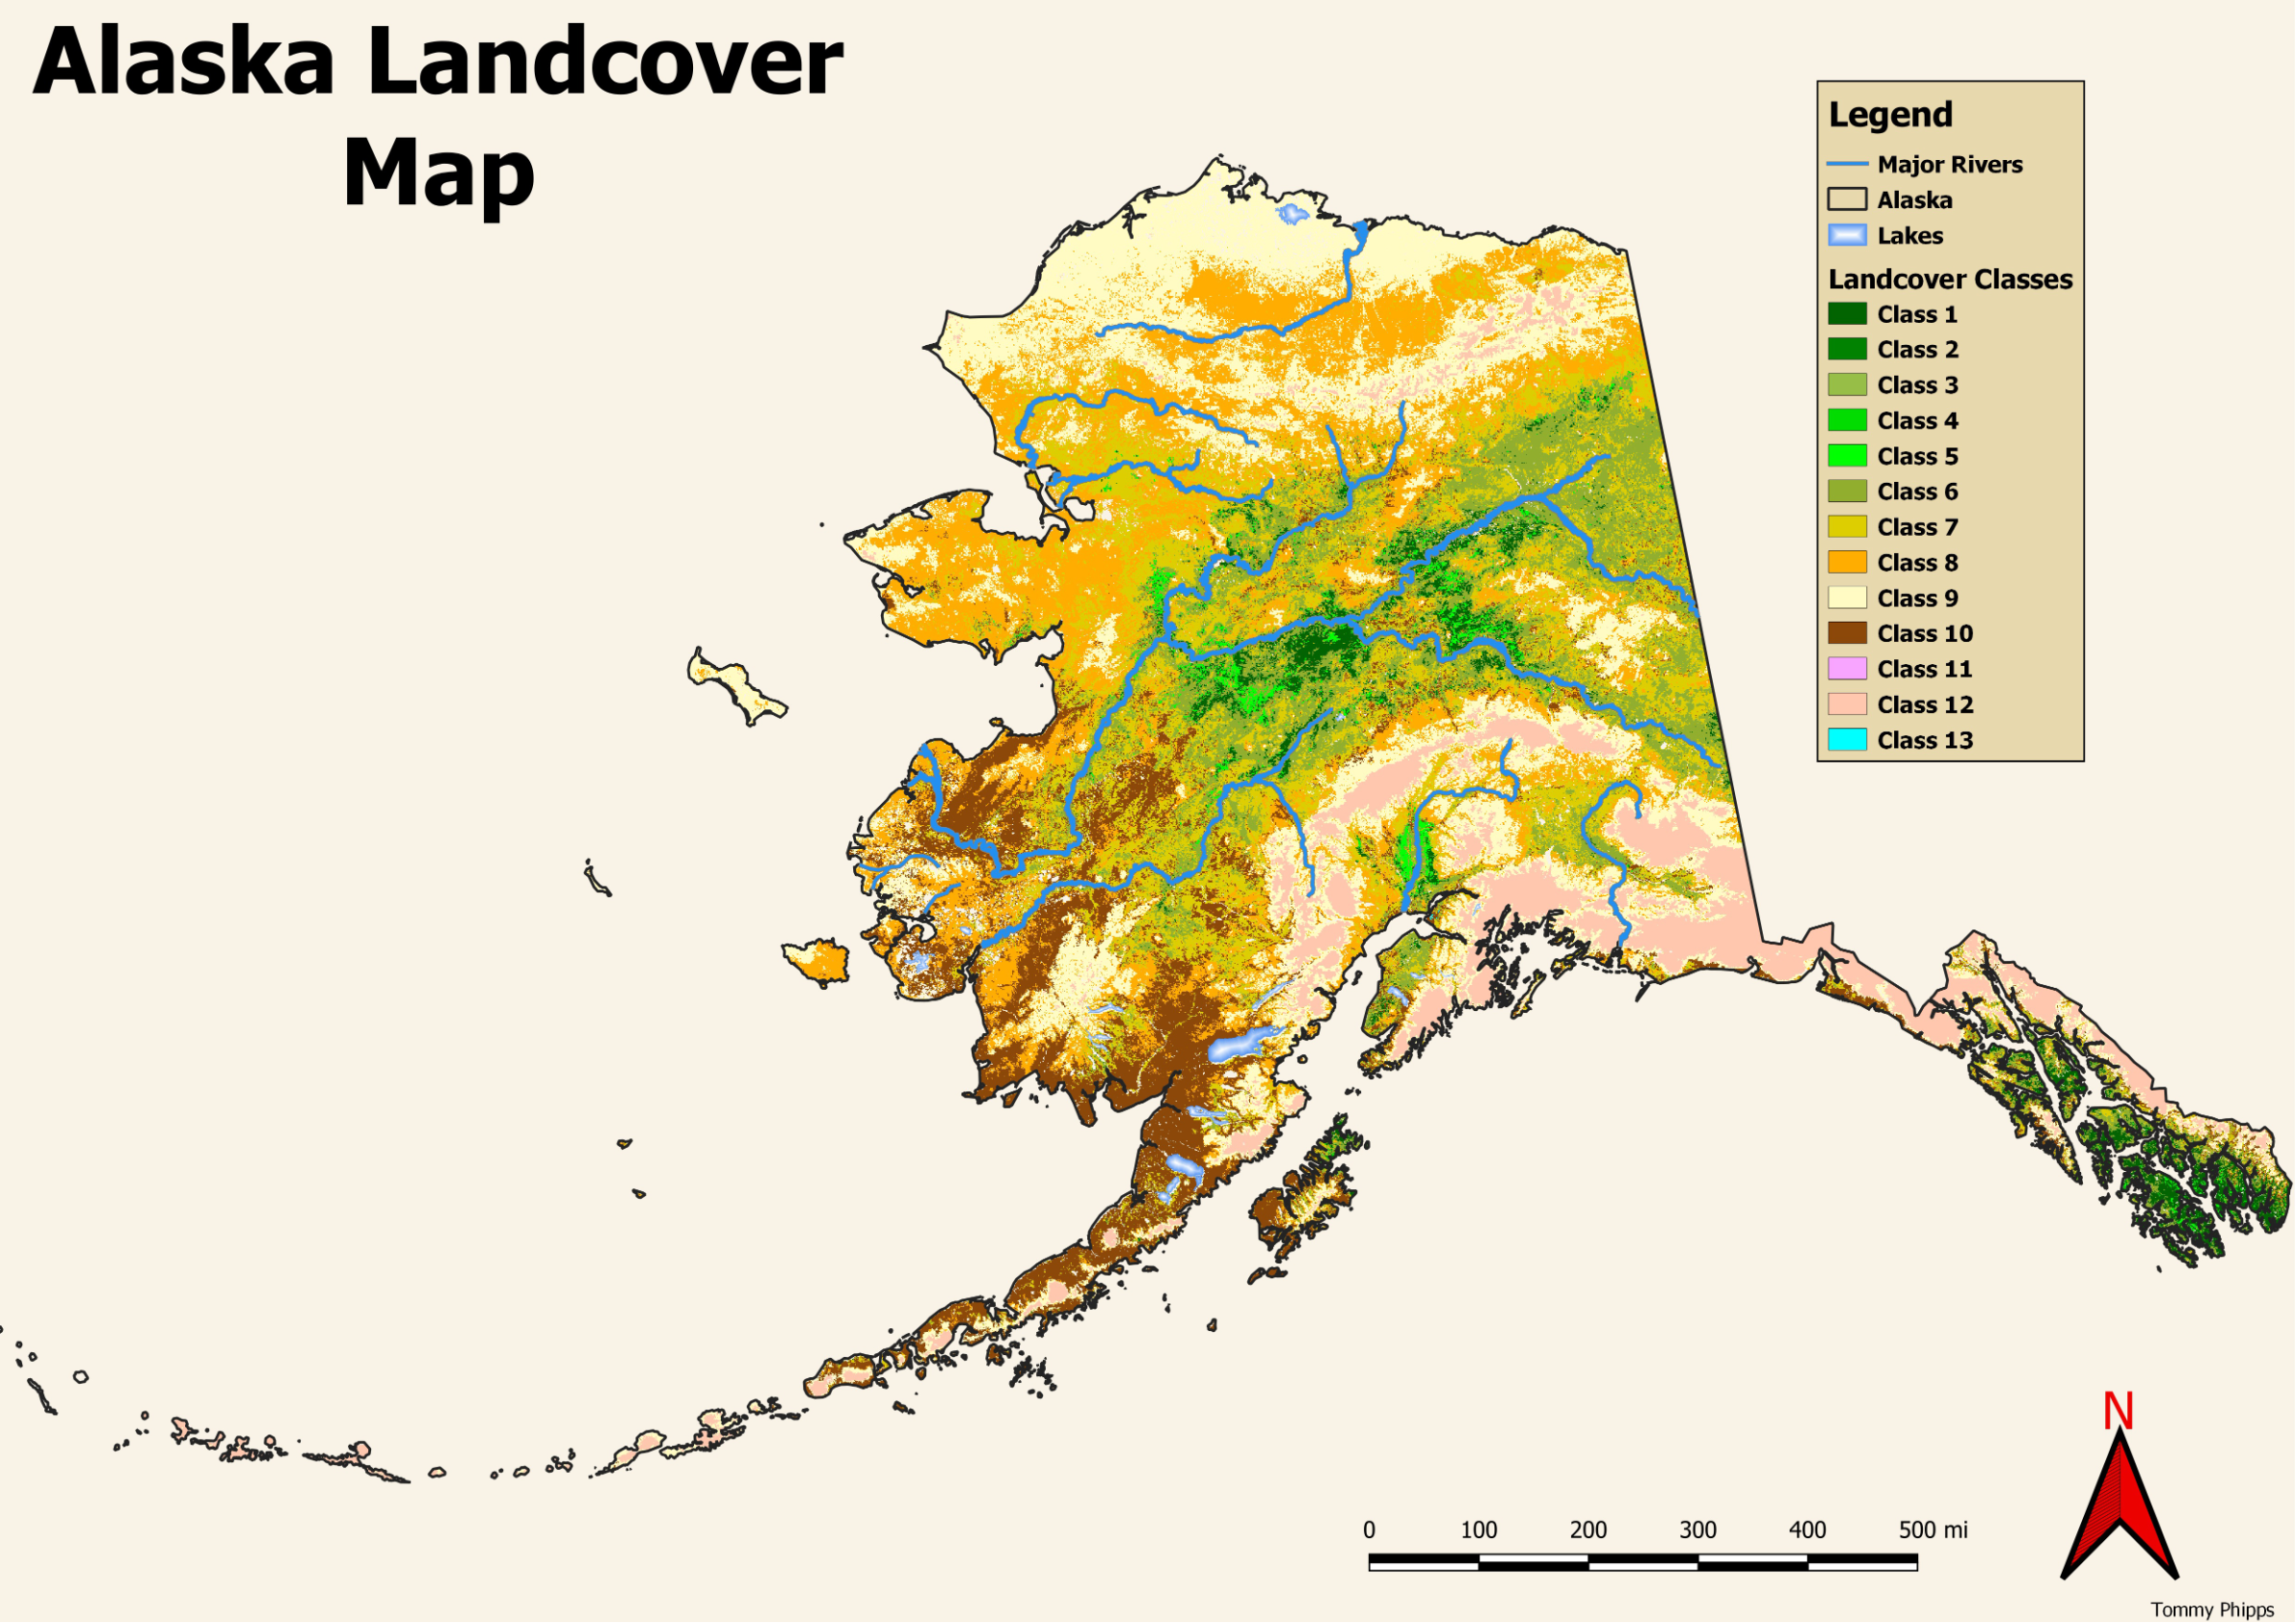 Alaska Landcover
Map
Legend
Major Rivers
Alaska
Lakes
Landcover Classes
Class 1
Class 2
Class 3
Class 4
Class 5
Class 6
Class 7
Class 8
Class 9
Class 10
Class 11
Class 12
Class 13
N
0 100 200 300 400 500 mi
Tommy Phipps